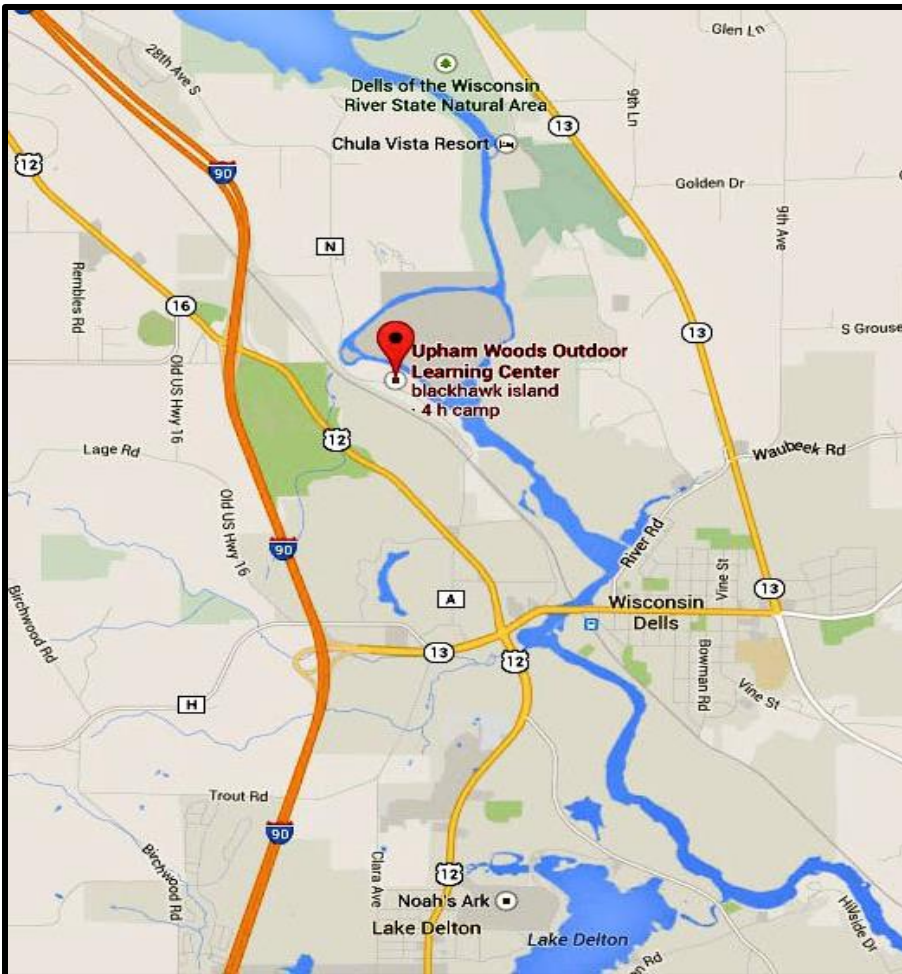 Glen Ln
28th Ave S
Dells of the Wisconsin
River State Natural Area
9th Ln
13
Chula Vista Resort
12
90
Golden Dr
9th Ave
N
Rembles Rd
16
13
S Grouse
Upham Woods Outdoor
Learning Center
blackhawk island
· 4 h camp
Old US Hwy 16
12
Lage Rd
Waubeek Rd
Old US Hwy 16
90
River Rd
Vine St
13
Birchwood Rd
A
Wisconsin
Dells
13
12
Bowman Rd
H
Vine St
Trout Rd
90
Birchwood Rd
Clara Ave
12
Noah's Ark
Lake Delton
Lake Delton
Hillside Dr